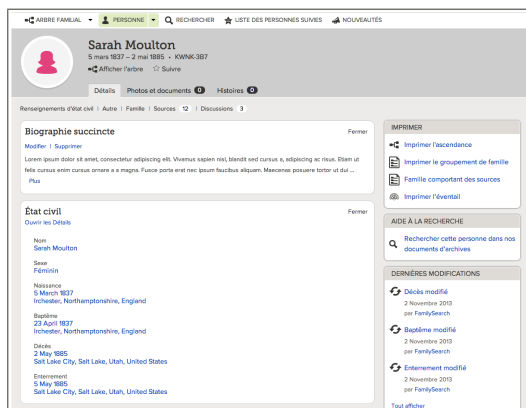 ARBRE FAMILIAL PERSONNE RECHERCHER LISTE DES PERSONNES SUIVIES NOUVEAUTÉS
Sarah Moulton
5 mars 1837 – 2 mai 1885 • KWNK-3B7
Afficher l'arbre Suivre
Détails Photos et documents 0 Histoires 0
Renseignements d'état civil | Autre | Famille | Sources 12 | Discussions 3
Biographie succincte Fermer
Modifier | Supprimer
Lorem ipsum dolor sit amet, consectetur adipiscing elit. Vivamus sapien nisl, blandit sed cursus a, adipiscing ac risus. Etiam ut
felis cursus enim cursus ornare a a magna. Fusce porta erat nec ipsum faucibus aliquam. Maecenas posuere tortor ut dui ...
Plus
État civil Fermer
Ouvrir les Détails
Nom
Sarah Moulton
Sexe
Féminin
Naissance
5 March 1837
Irchester, Northamptonshire, England
Baptême
23 April 1837
Irchester, Northamptonshire, England
Décès
2 May 1885
Salt Lake City, Salt Lake, Utah, United States
Enterrement
5 May 1885
Salt Lake City, Salt Lake, Utah, United States
IMPRIMER
Imprimer l'ascendance
Imprimer le groupement de famille
Famille comportant des sources
Imprimer l'éventail
AIDE À LA RECHERCHE
Rechercher cette personne dans nos
documents d'archives
DERNIÈRES MODIFICATIONS
Décès modifié
2 Novembre 2013
par FamilySearch
Baptême modifié
2 Novembre 2013
par FamilySearch
Enterrement modifié
2 Novembre 2013
par FamilySearch
Tout afficher